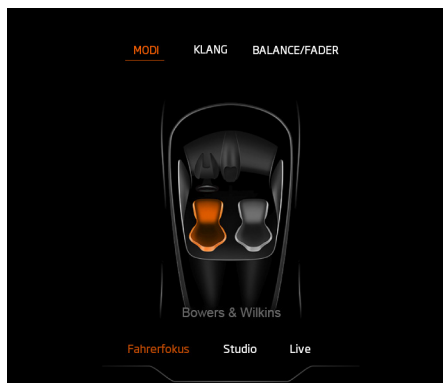 MODI KLANG BALANCE/FADER
Bowers & Wilkins
Fahrerfokus Studio Live